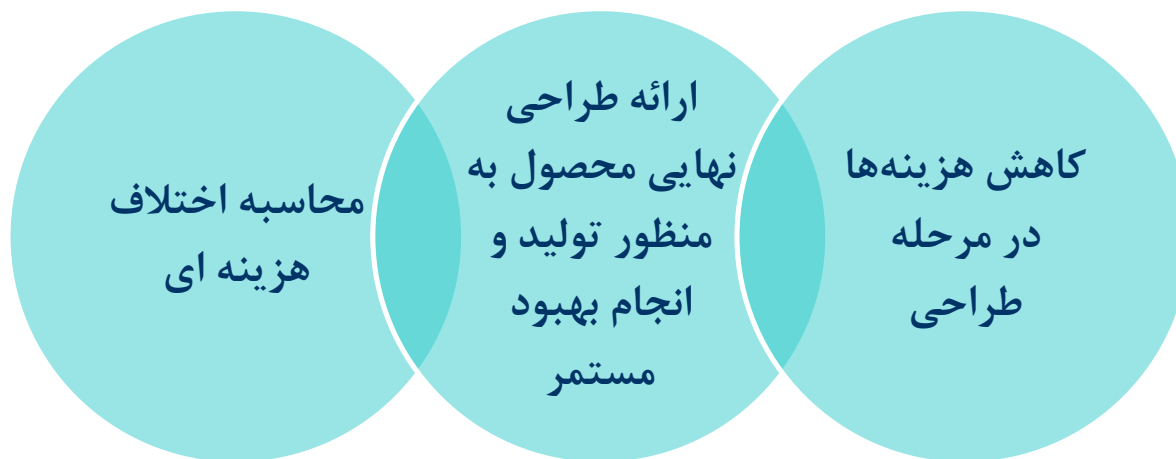 کاهش هزینه‌ها
در مرحله
طراحی
ارائه طراحی
نهایی محصول به
منظور تولید و
انجام بهبود
مستمر
محاسبه اختلاف
هزینه ای